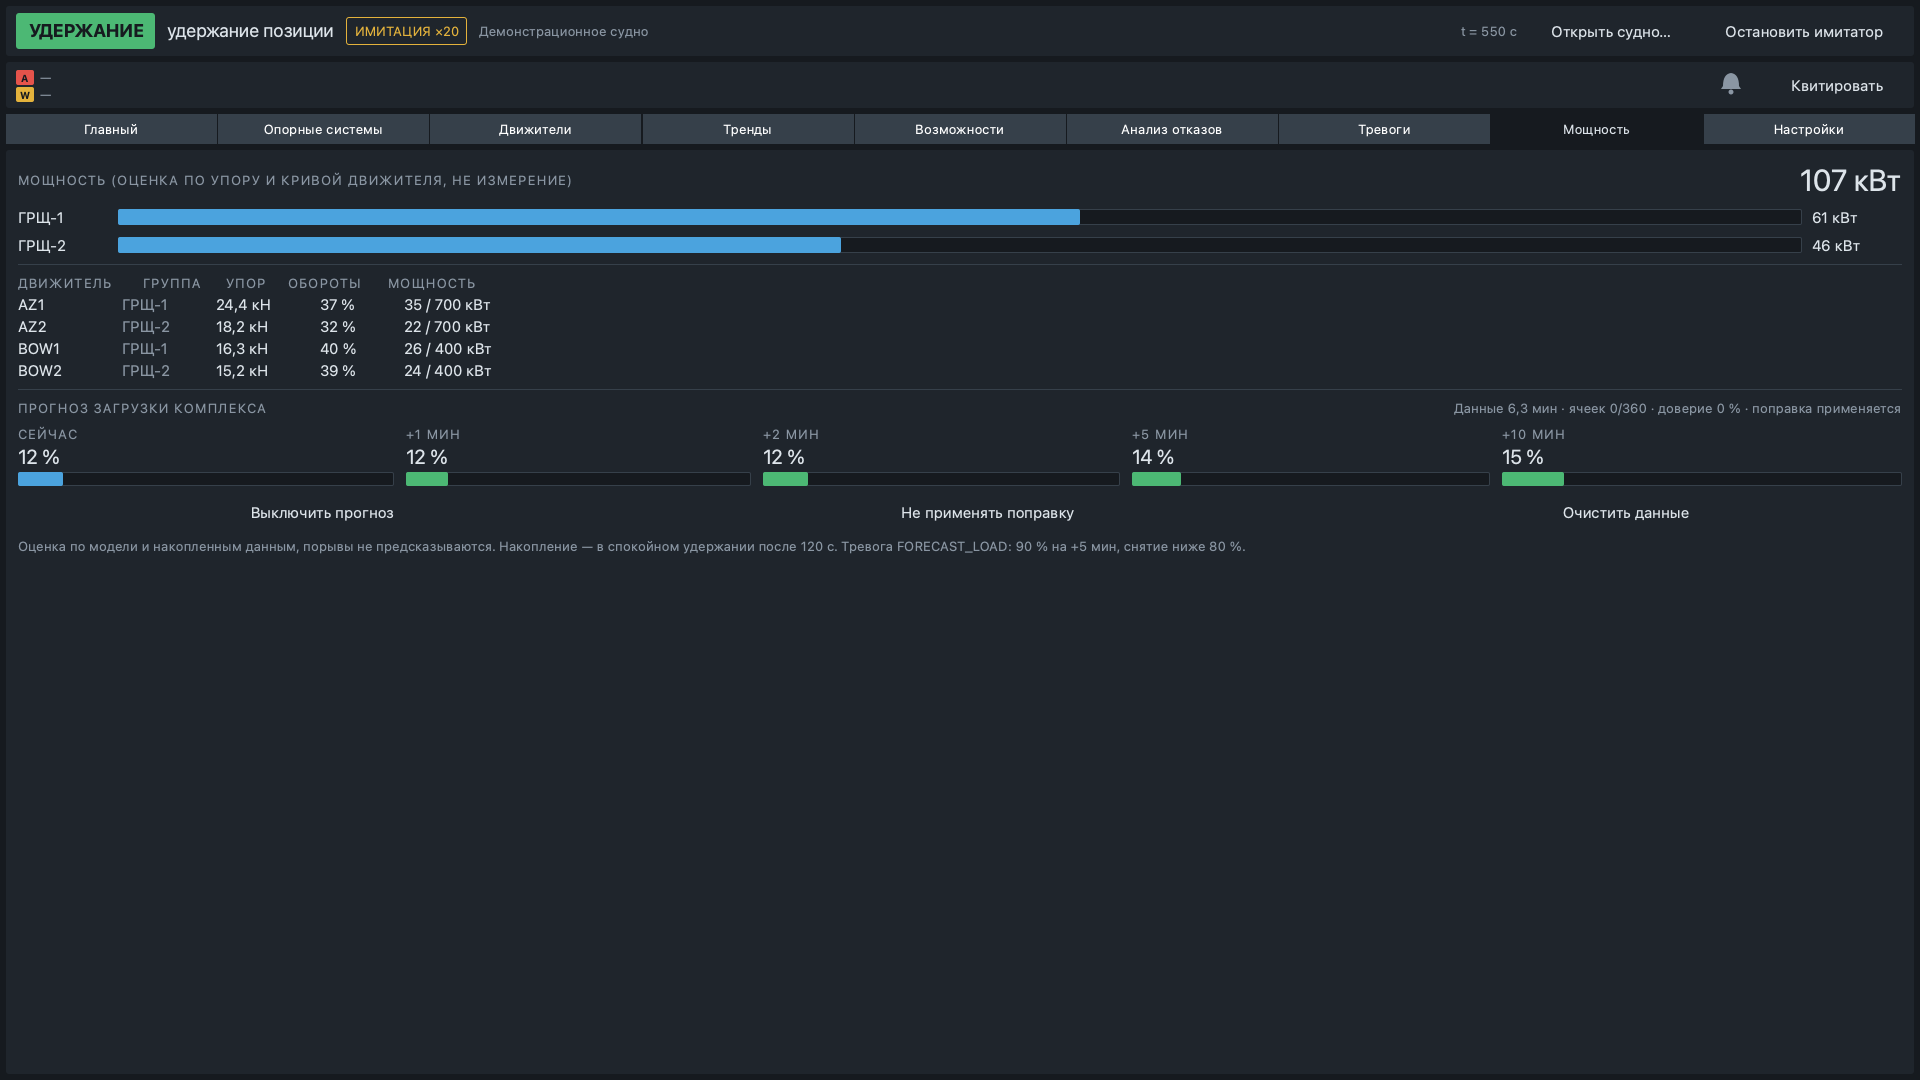 УДЕРЖАНИЕ удержание позиции ИМИТАЦИЯ ×20 Демонстрационное судно t = 550 с Открыть судно... Остановить имитатор
A —
W —
Квитировать
Главный Опорные системы Движители Тренды Возможности Анализ отказов Тревоги Мощность Настройки
МОЩНОСТЬ (ОЦЕНКА ПО УПОРУ И КРИВОЙ ДВИЖИТЕЛЯ, НЕ ИЗМЕРЕНИЕ) 107 кВт
ГРЩ-1 61 кВт
ГРЩ-2 46 кВт
ДВИЖИТЕЛЬ ГРУППА УПОР ОБОРОТЫ МОЩНОСТЬ
AZ1 ГРЩ-1 24,4 кН 37 % 35 / 700 кВт
AZ2 ГРЩ-2 18,2 кН 32 % 22 / 700 кВт
BOW1 ГРЩ-1 16,3 кН 40 % 26 / 400 кВт
BOW2 ГРЩ-2 15,2 кН 39 % 24 / 400 кВт
ПРОГНОЗ ЗАГРУЗКИ КОМПЛЕКСА Данные 6,3 мин · ячеек 0/360 · доверие 0 % · поправка применяется
СЕЙЧАС +1 МИН +2 МИН +5 МИН +10 МИН
12 % 12 % 12 % 14 % 15 %
Выключить прогноз Не применять поправку Очистить данные
Оценка по модели и накопленным данным, порывы не предсказываются. Накопление — в спокойном удержании после 120 с. Тревога FORECAST_LOAD: 90 % на +5 мин, снятие ниже 80 %.